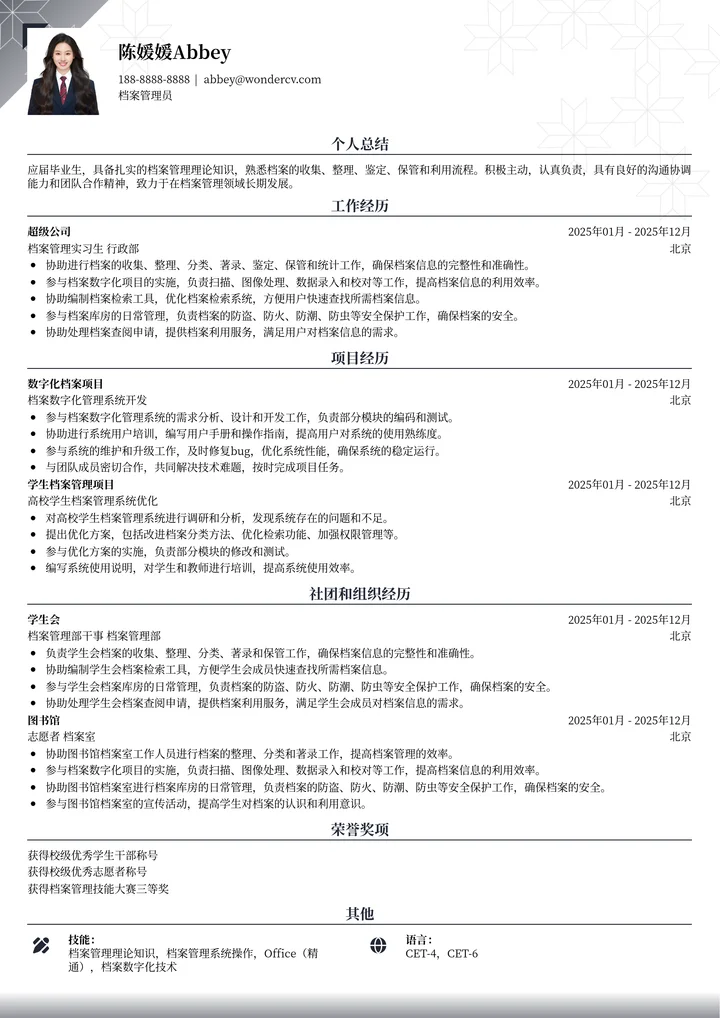 陈媛媛Abbey
188-8888-8888 | abbey@wondercv.com
档案管理员
个人总结
应届毕业生，具备扎实的档案管理理论知识，熟悉档案的收集、整理、鉴定、保管和利用流程。积极主动，认真负责，具有良好的沟通协调
能力和团队合作精神，致力于在档案管理领域长期发展。
工作经历
超级公司 2025年01月 - 2025年12月
档案管理实习生 行政部 北京
• 协助进行档案的收集、整理、分类、著录、鉴定、保管和统计工作，确保档案信息的完整性和准确性。
• 参与档案数字化项目的实施，负责扫描、图像处理、数据录入和校对等工作，提高档案信息的利用效率。
• 协助编制档案检索工具，优化档案检索系统，方便用户快速查找所需档案信息。
• 参与档案库房的日常管理，负责档案的防盗、防火、防潮、防虫等安全保护工作，确保档案的安全。
• 协助处理档案查阅申请，提供档案利用服务，满足用户对档案信息的需求。
项目经历
数字化档案项目 2025年01月 - 2025年12月
档案数字化管理系统开发 北京
• 参与档案数字化管理系统的需求分析、设计和开发工作，负责部分模块的编码和测试。
• 协助进行系统用户培训，编写用户手册和操作指南，提高用户对系统的使用熟练度。
• 参与系统的维护和升级工作，及时修复bug，优化系统性能，确保系统的稳定运行。
• 与团队成员密切合作，共同解决技术难题，按时完成项目任务。
学生档案管理项目 2025年01月 - 2025年12月
高校学生档案管理系统优化 北京
• 对高校学生档案管理系统进行调研和分析，发现系统存在的问题和不足。
• 提出优化方案，包括改进档案分类方法、优化检索功能、加强权限管理等。
• 参与优化方案的实施，负责部分模块的修改和测试。
• 编写系统使用说明，对学生和教师进行培训，提高系统使用效率。
社团和组织经历
学生会 2025年01月 - 2025年12月
档案管理部干事 档案管理部 北京
• 负责学生会档案的收集、整理、分类、著录和保管工作，确保档案信息的完整性和准确性。
• 协助编制学生会档案检索工具，方便学生会成员快速查找所需档案信息。
• 参与学生会档案库房的日常管理，负责档案的防盗、防火、防潮、防虫等安全保护工作，确保档案的安全。
• 协助处理学生会档案查阅申请，提供档案利用服务，满足学生会成员对档案信息的需求。
图书馆 2025年01月 - 2025年12月
志愿者 档案室 北京
• 协助图书馆档案室工作人员进行档案的整理、分类和著录工作，提高档案管理的效率。
• 参与档案数字化项目的实施，负责扫描、图像处理、数据录入和校对等工作，提高档案信息的利用效率。
• 协助图书馆档案室进行档案库房的日常管理，负责档案的防盗、防火、防潮、防虫等安全保护工作，确保档案的安全。
• 参与图书馆档案室的宣传活动，提高学生对档案的认识和利用意识。
荣誉奖项
获得校级优秀学生干部称号
获得校级优秀志愿者称号
获得档案管理技能大赛三等奖
其他
技能：
档案管理理论知识，档案管理系统操作，Office（精
通），档案数字化技术
语言：
CET-4，CET-6